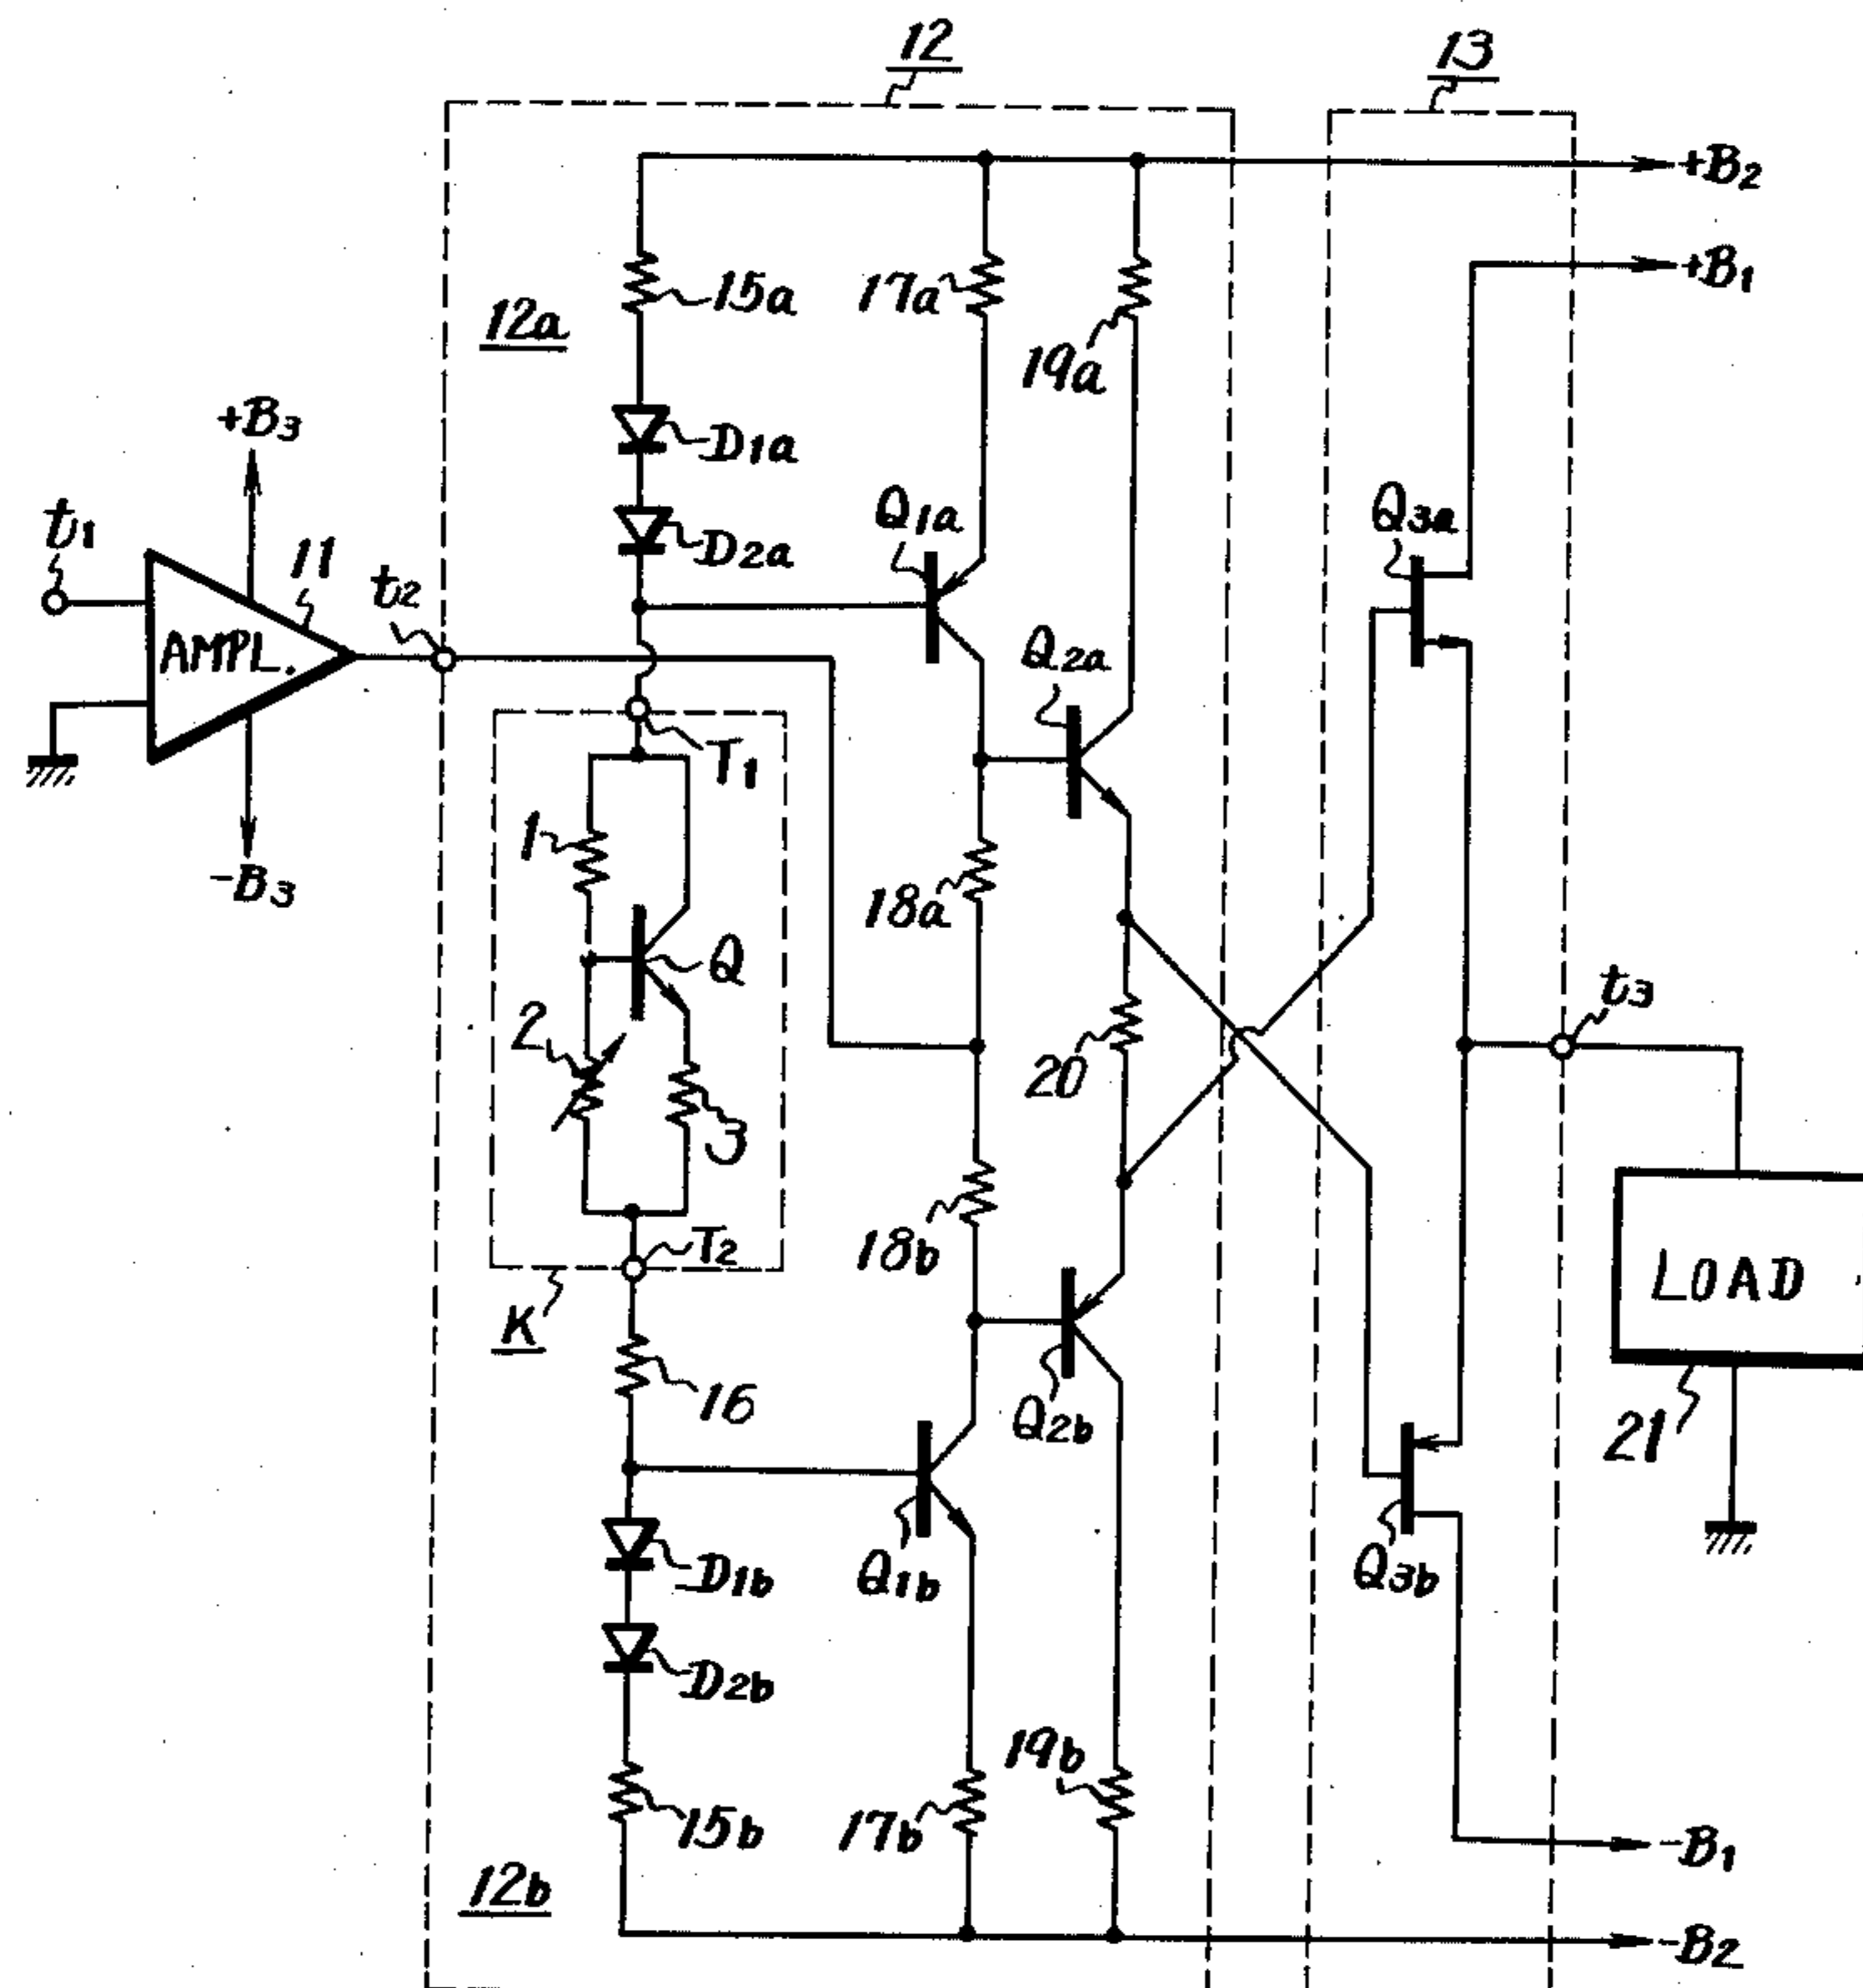 12
13
+B2
+B1
15a
17a
12a
19a
+B3
D1a
Q1a
Q3a
t1
11
t2
D2a
AMPL.
Q2a
T1
1
-B3
18a
Q
t3
2
20
3
18b
T2
LOAD
K
16
Q2b
21
D1b
Q1b
Q3b
D2b
19b
15b
17b
-B1
12b
-B2